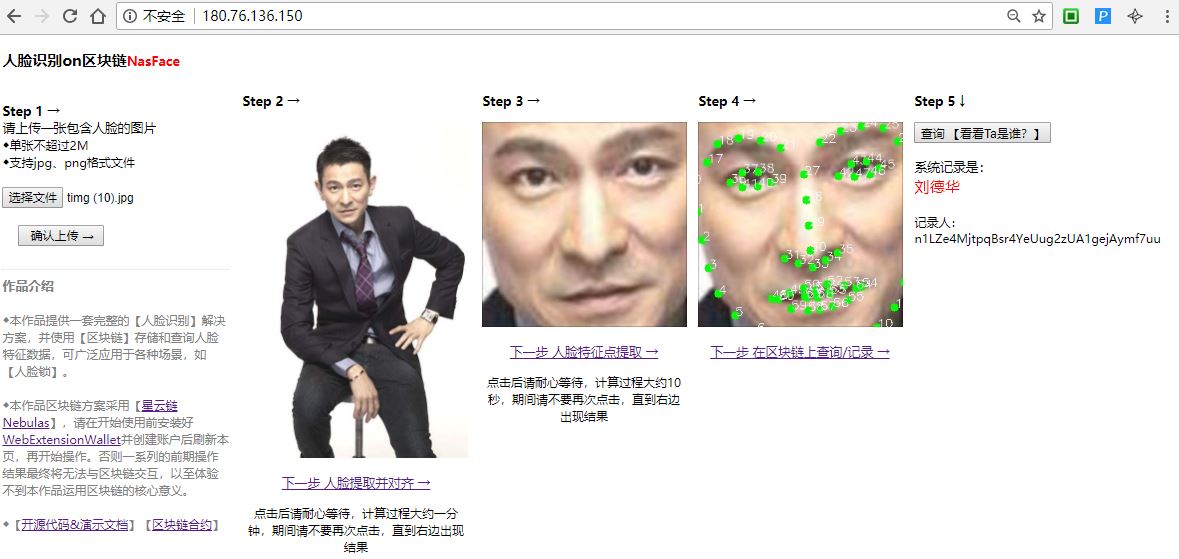 不安全 180.76.136.150
人脸识别on区块链NasFace
Step 1 →
请上传一张包含人脸的图片
◆单张不超过2M
◆支持jpg、png格式文件
选择文件 timg (10).jpg
确认上传 →
作品介绍
◆本作品提供一套完整的【人脸识别】解决
方案，并使用【区块链】存储和查询人脸
特征数据，可广泛应用于各种场景，如
【人脸锁】。
◆本作品区块链方案采用【星云链
Nebulas】，请在开始使用前安装好
WebExtensionWallet并创建账户后刷新本
页，再开始操作。否则一系列的前期操作
结果最终将无法与区块链交互，以至体验
不到本作品运用区块链的核心意义。
◆【开源代码&演示文档】【区块链合约】
Step 2 →
下一步 人脸提取并对齐 →
点击后请耐心等待，计算过程大约一分
钟，期间请不要再次点击，直到右边出现
结果
Step 3 →
下一步 人脸特征点提取 →
点击后请耐心等待，计算过程大约10
秒，期间请不要再次点击，直到右边
出现结果
Step 4 →
下一步 在区块链上查询/记录 →
Step 5 ↓
查询 【看看Ta是谁？】
系统记录是：
刘德华
记录人：
n1LZe4MjtpqBsr4YeUug2zUA1gejAymf7uu